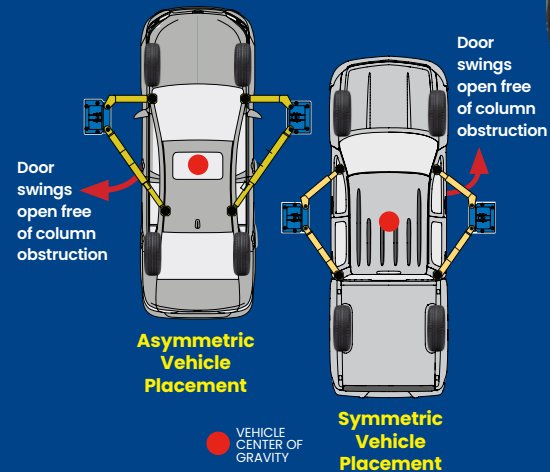 Door
swings
open free
of column
obstruction
Door
swings
open free
of column
obstruction
Asymmetric
Vehicle
Placement
Symmetric
Vehicle
Placement
VEHICLE
CENTER OF
GRAVITY